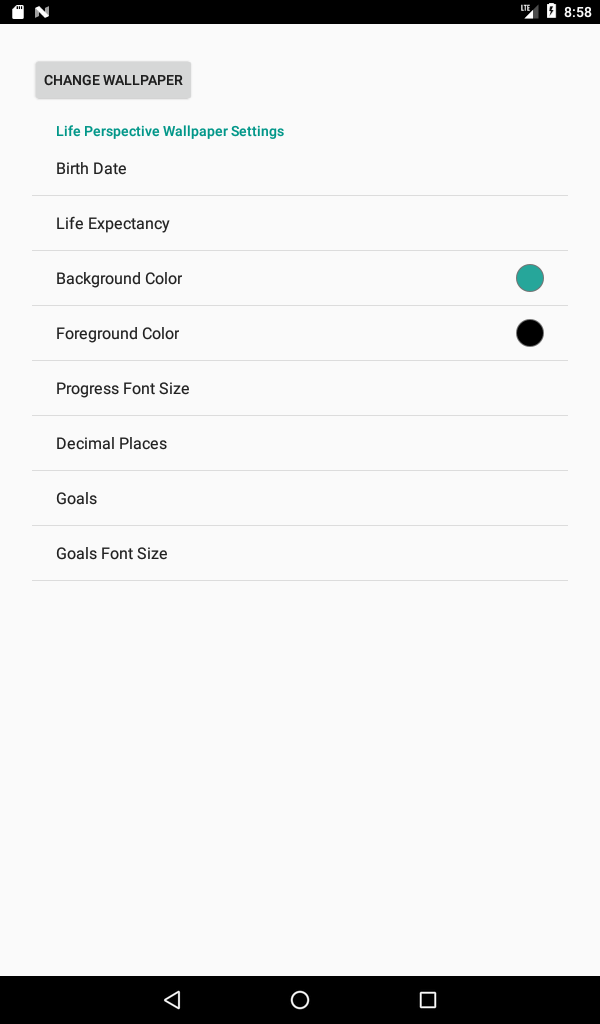 LTE 8:58
CHANGE WALLPAPER
Life Perspective Wallpaper Settings
Birth Date
Life Expectancy
Background Color
Foreground Color
Progress Font Size
Decimal Places
Goals
Goals Font Size